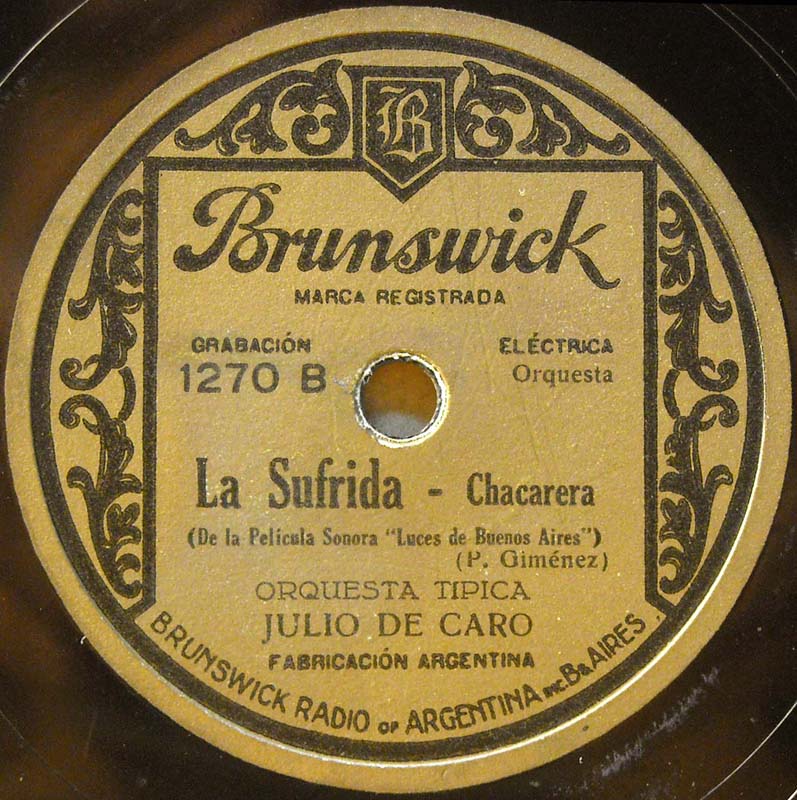 B
Brunswick
MARCA REGISTRADA
GRABACIÓN ELÉCTRICA
1270 B Orquesta
La Sufrida - Chacarera
(De la Película Sonora "Luces de Buenos Aires")
(P. Giménez)
ORQUESTA TIPICA
JULIO DE CARO
FABRICACIÓN ARGENTINA
BRUNSWICK RADIO OF ARGENTINA INC. Bs AIRES